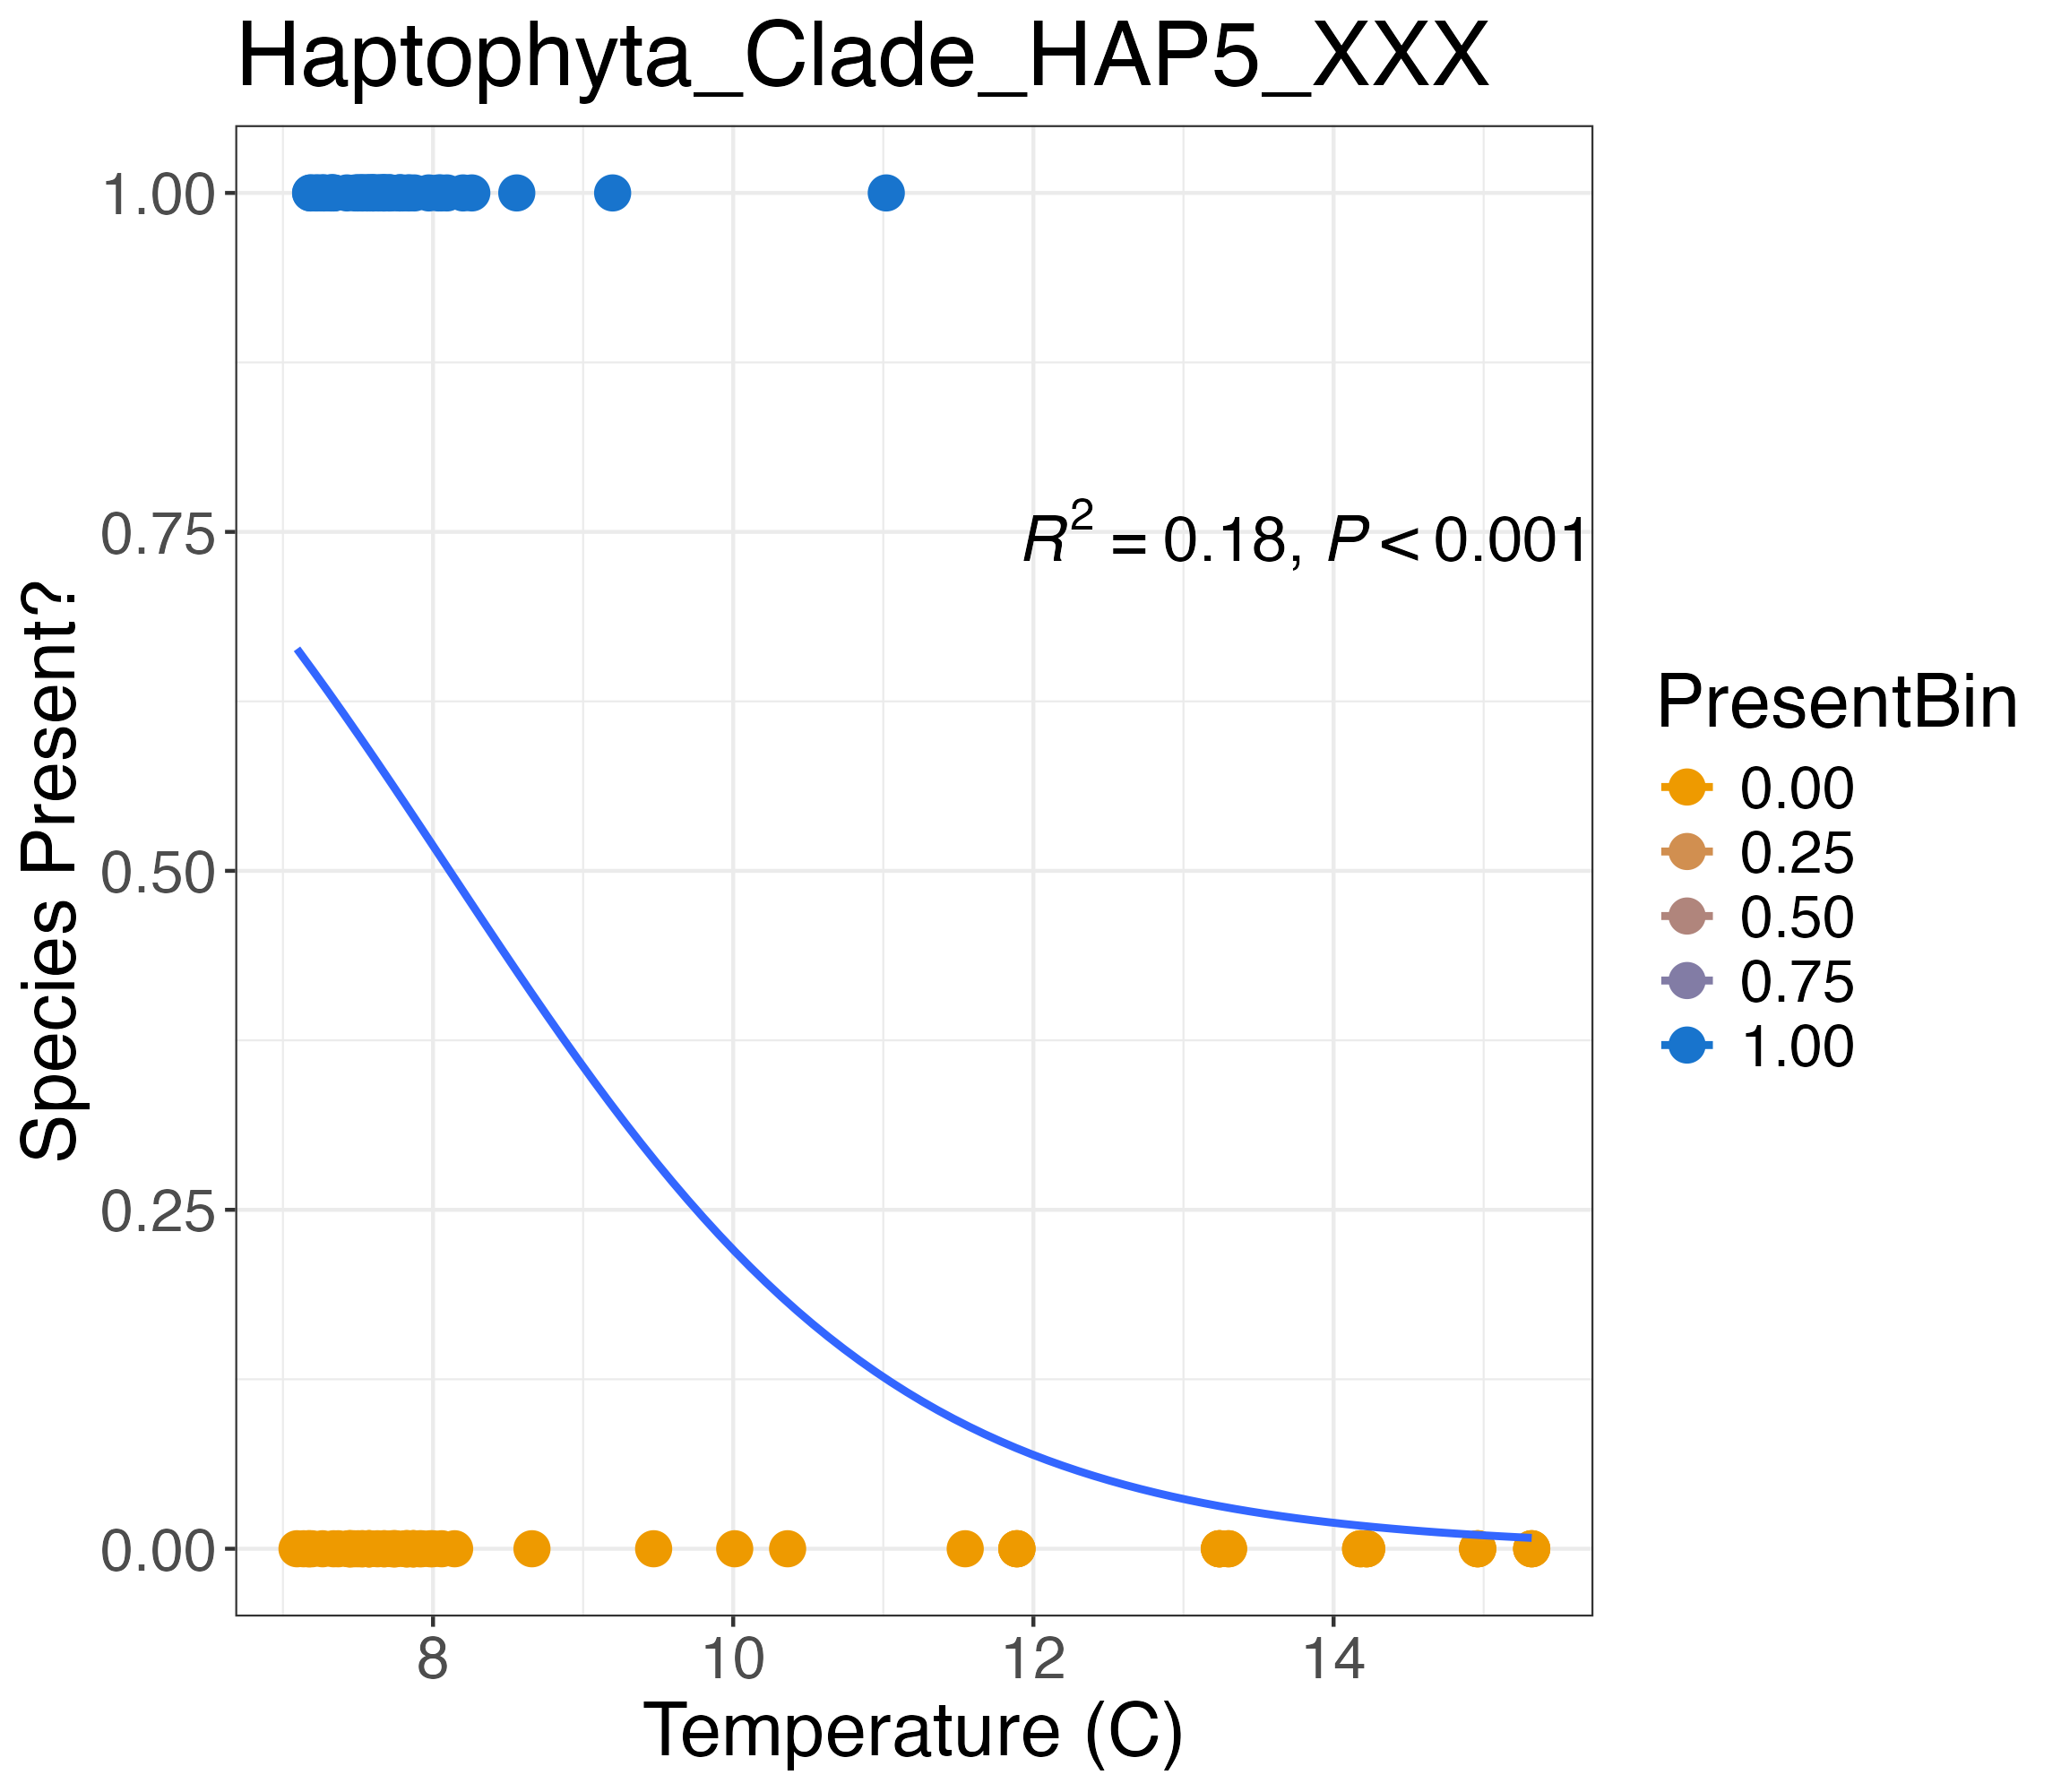 Haptophyta_Clade_HAP5_XXX
1.00
0.75
0.50
0.25
0.00
Species Present?
R² = 0.18, P < 0.001
8 10 12 14
Temperature (C)
PresentBin
0.00
0.25
0.50
0.75
1.00